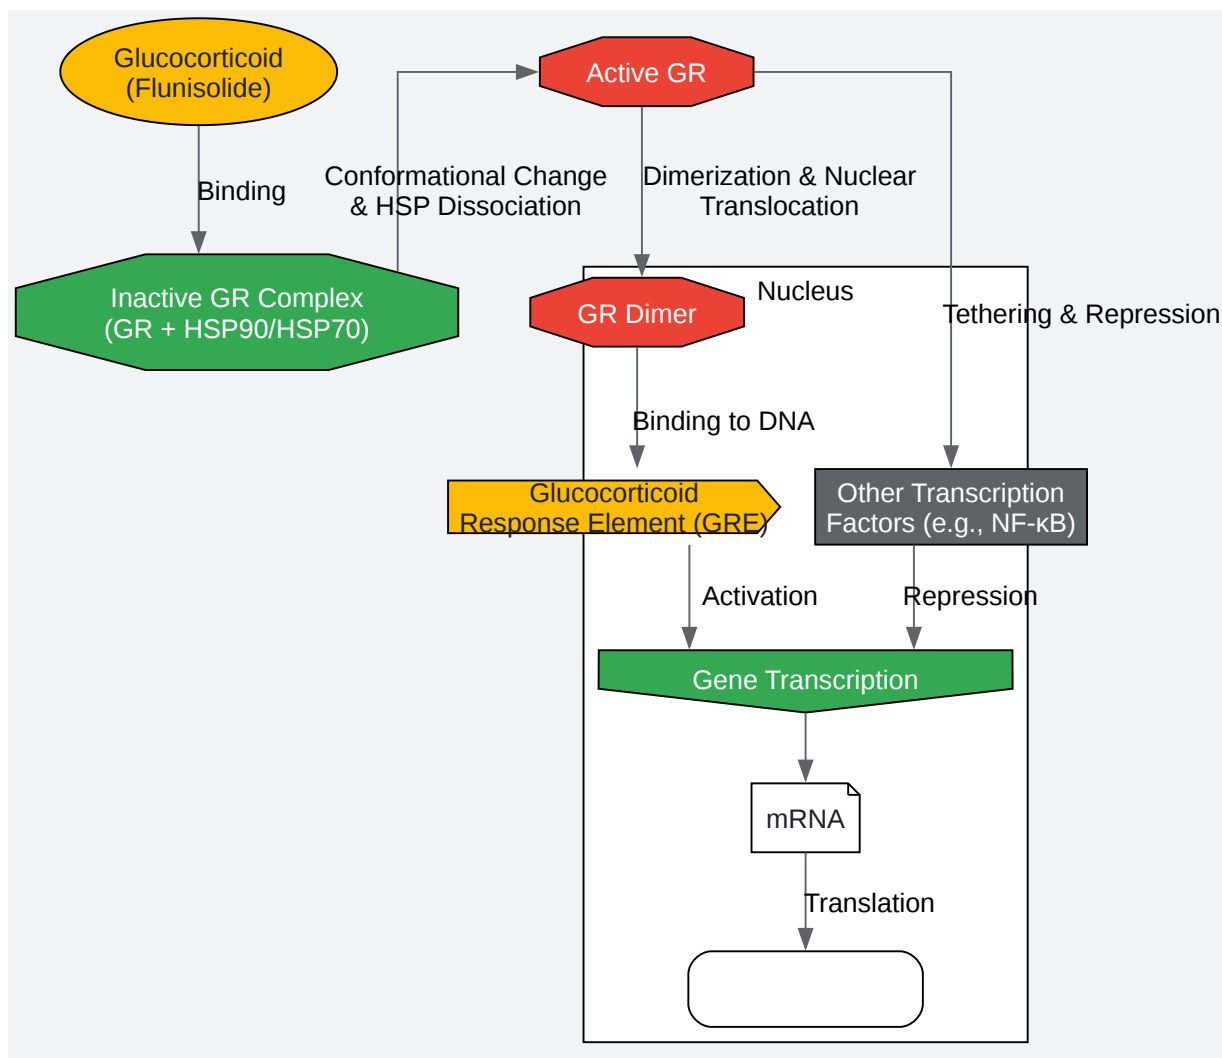 Glucocorticoid
(Flunisolide)
Active GR
Binding
Conformational Change
& HSP Dissociation
Dimerization & Nuclear
Translocation
Inactive GR Complex
(GR + HSP90/HSP70)
Nucleus
GR Dimer
Tethering & Repression
Binding to DNA
Glucocorticoid
Response Element (GRE)
Other Transcription
Factors (e.g., NF-κB)
Activation
Repression
Gene Transcription
mRNA
Translation